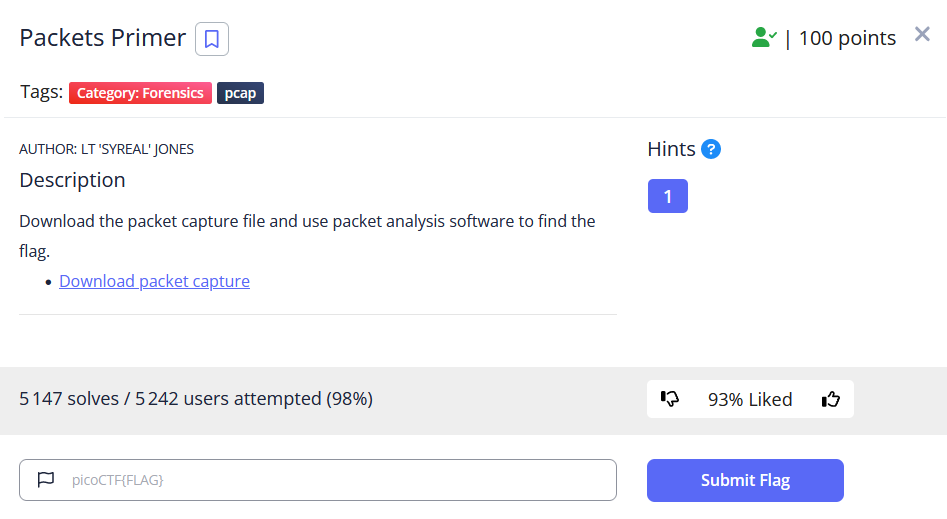 Packets Primer
| 100 points
Tags: Category: Forensics pcap
AUTHOR: LT 'SYREAL' JONES
Description
Download the packet capture file and use packet analysis software to find the
flag.
• Download packet capture
Hints ?
1
5 147 solves / 5 242 users attempted (98%)
93% Liked
picoCTF{FLAG}
Submit Flag